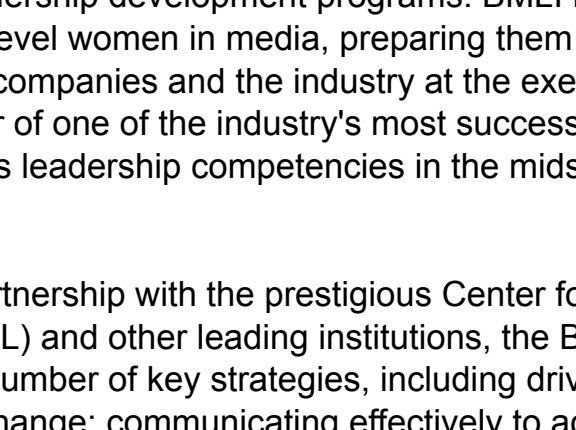 ership development programs. BMLI
evel women in media, preparing them
companies and the industry at the exe
r of one of the industry's most success
s leadership competencies in the mids
rtnership with the prestigious Center fo
L) and other leading institutions, the B
umber of key strategies, including driv
hange; communicating effectively to a